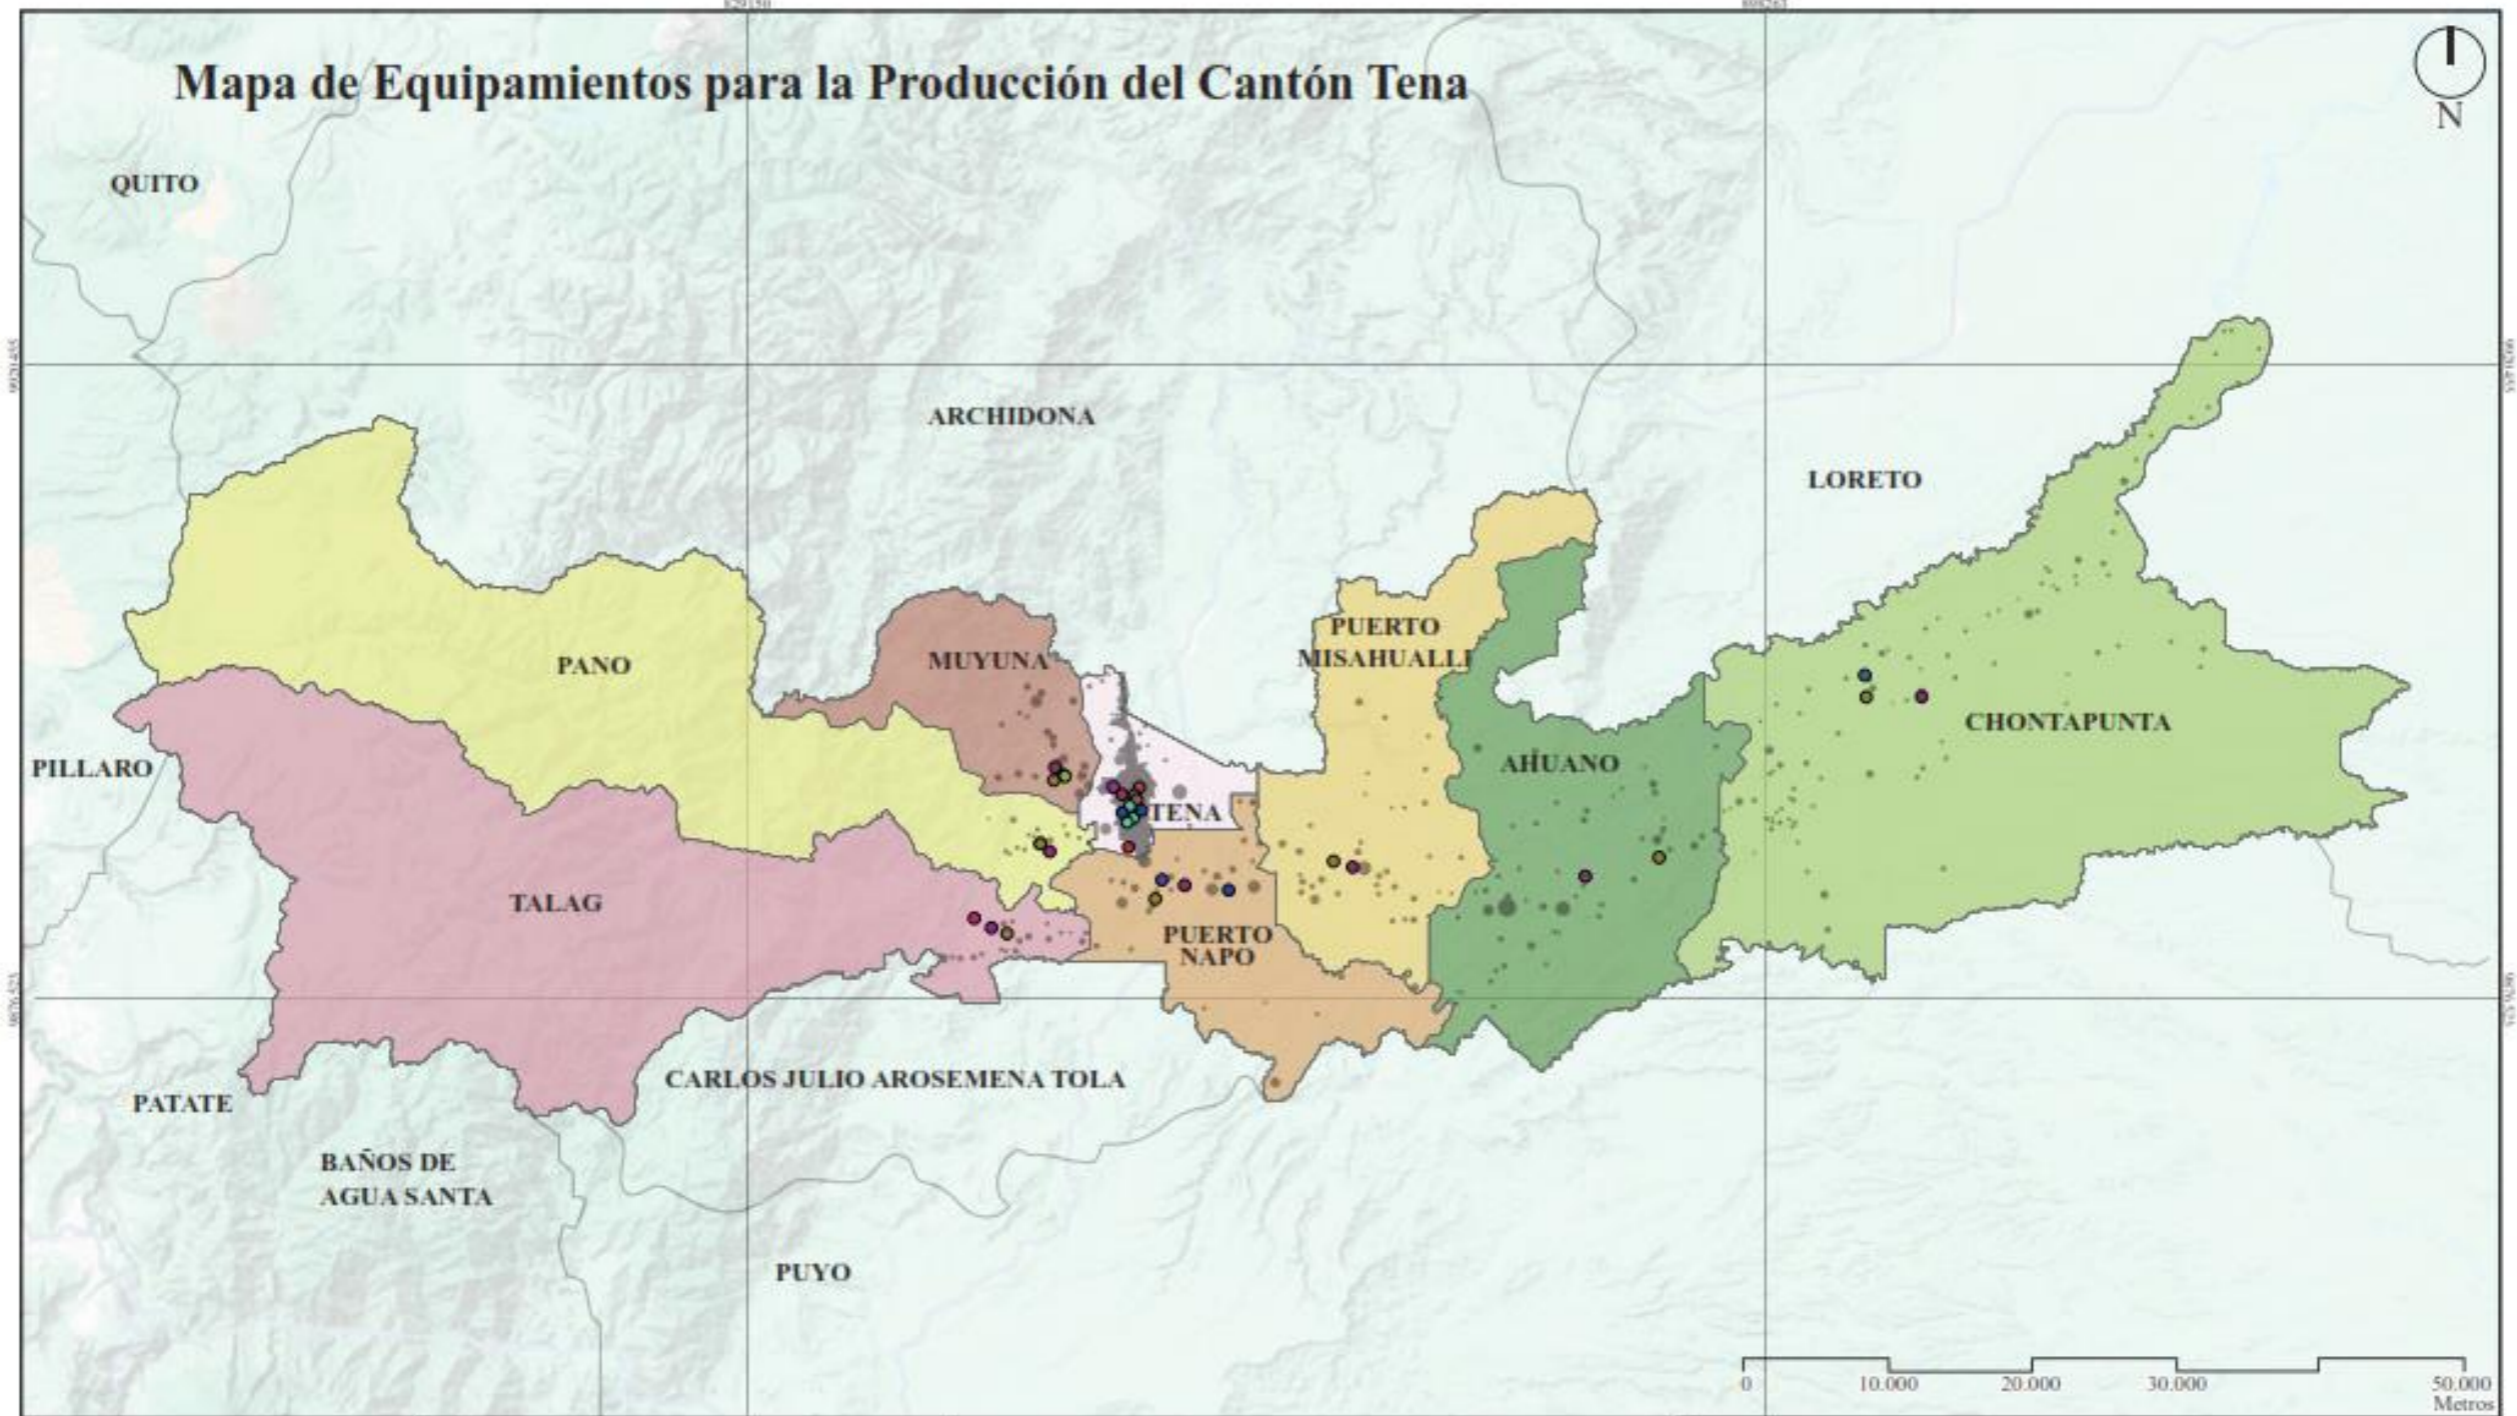 829150
898263
Mapa de Equipamientos para la Producción del Cantón Tena
N
QUITO
ARCHIDONA
LORETO
PUERTO
MISAHUALLI
PANO
MUYUNA
CHONTAPUNTA
PILLARO
AHUANO
TENA
TALAG
PUERTO
NAPO
CARLOS JULIO AROSEMENA TOLA
PATATE
BAÑOS DE
AGUA SANTA
PUYO
0 10.000 20.000 30.000 50.000
Metros